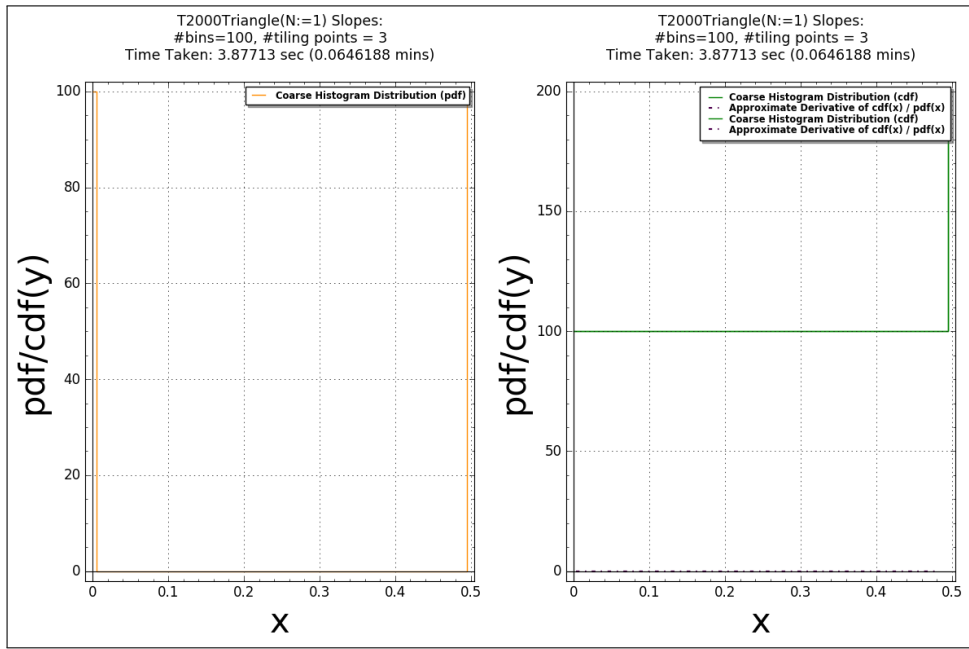 T2000Triangle(N:=1) Slopes:
#bins=100, #tiling points = 3
Time Taken: 3.87713 sec (0.0646188 mins)
Coarse Histogram Distribution (pdf)
100
80
60
40
20
0
pdf/cdf(y)
0 0.1 0.2 0.3 0.4 0.5
x
T2000Triangle(N:=1) Slopes:
#bins=100, #tiling points = 3
Time Taken: 3.87713 sec (0.0646188 mins)
Coarse Histogram Distribution (cdf)
Approximate Derivative of cdf(x) / pdf(x)
Coarse Histogram Distribution (cdf)
Approximate Derivative of cdf(x) / pdf(x)
200
150
100
50
0
pdf/cdf(y)
0 0.1 0.2 0.3 0.4 0.5
x